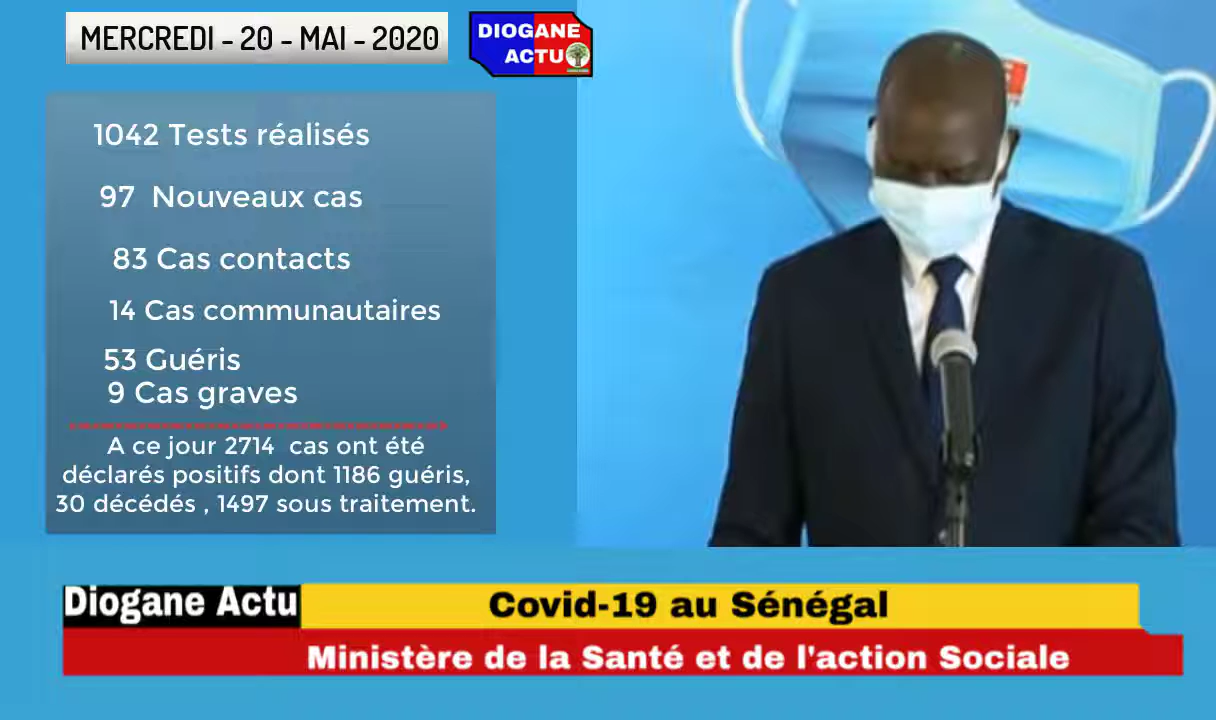 MERCREDI - 20 - MAI - 2020
DIOGANE
ACTU
1042 Tests réalisés
97 Nouveaux cas
83 Cas contacts
14 Cas communautaires
53 Guéris
9 Cas graves
A ce jour 2714 cas ont été
déclarés positifs dont 1186 guéris,
30 décédés , 1497 sous traitement.
Diogane Actu
Covid-19 au Sénégal
Ministère de la Santé et de l'action Sociale